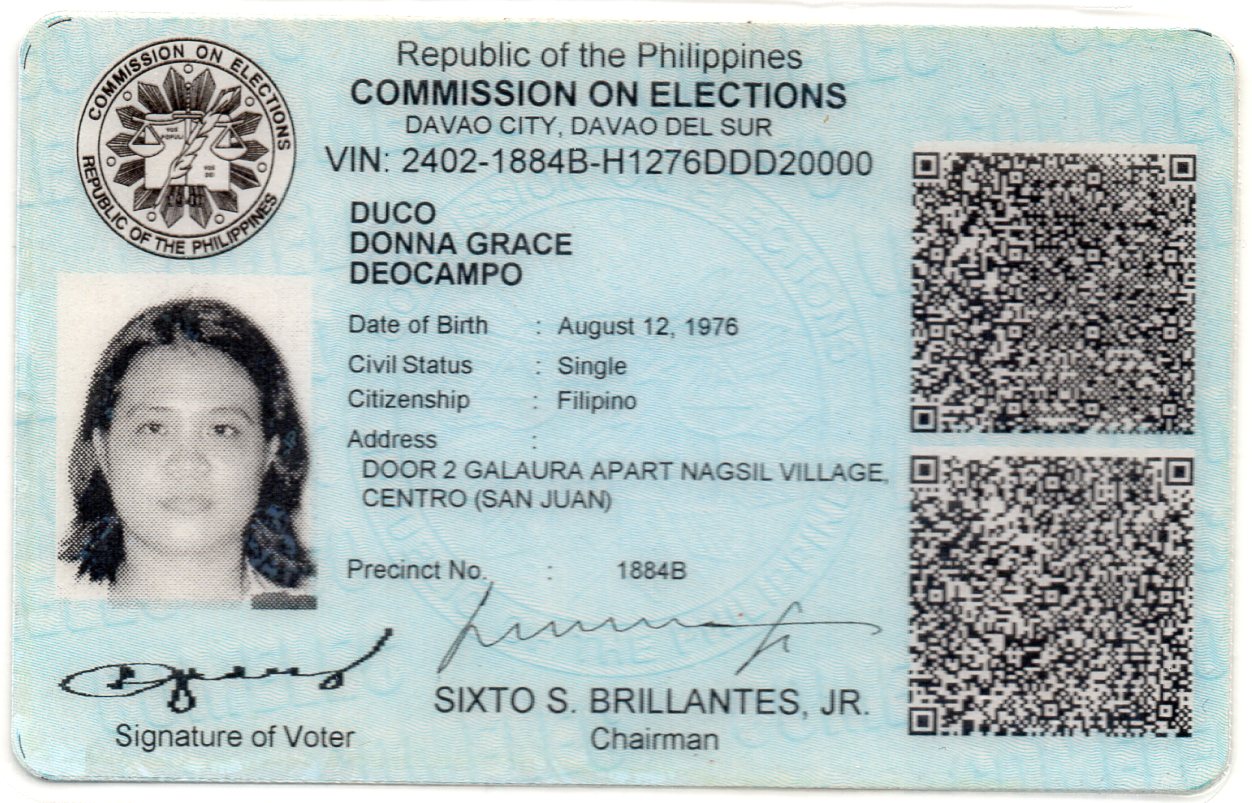 COMMISSION ON ELECTIONS
REPUBLIC OF THE PHILIPPINES
Republic of the Philippines
COMMISSION ON ELECTIONS
DAVAO CITY, DAVAO DEL SUR
VIN: 2402-1884B-H1276DDD20000
DUCO
DONNA GRACE
DEOCAMPO
Date of Birth : August 12, 1976
Civil Status : Single
Citizenship : Filipino
Address :
DOOR 2 GALAURA APART NAGSIL VILLAGE,
CENTRO (SAN JUAN)
Precinct No. : 1884B
SIXTO S. BRILLANTES, JR.
Chairman
Signature of Voter